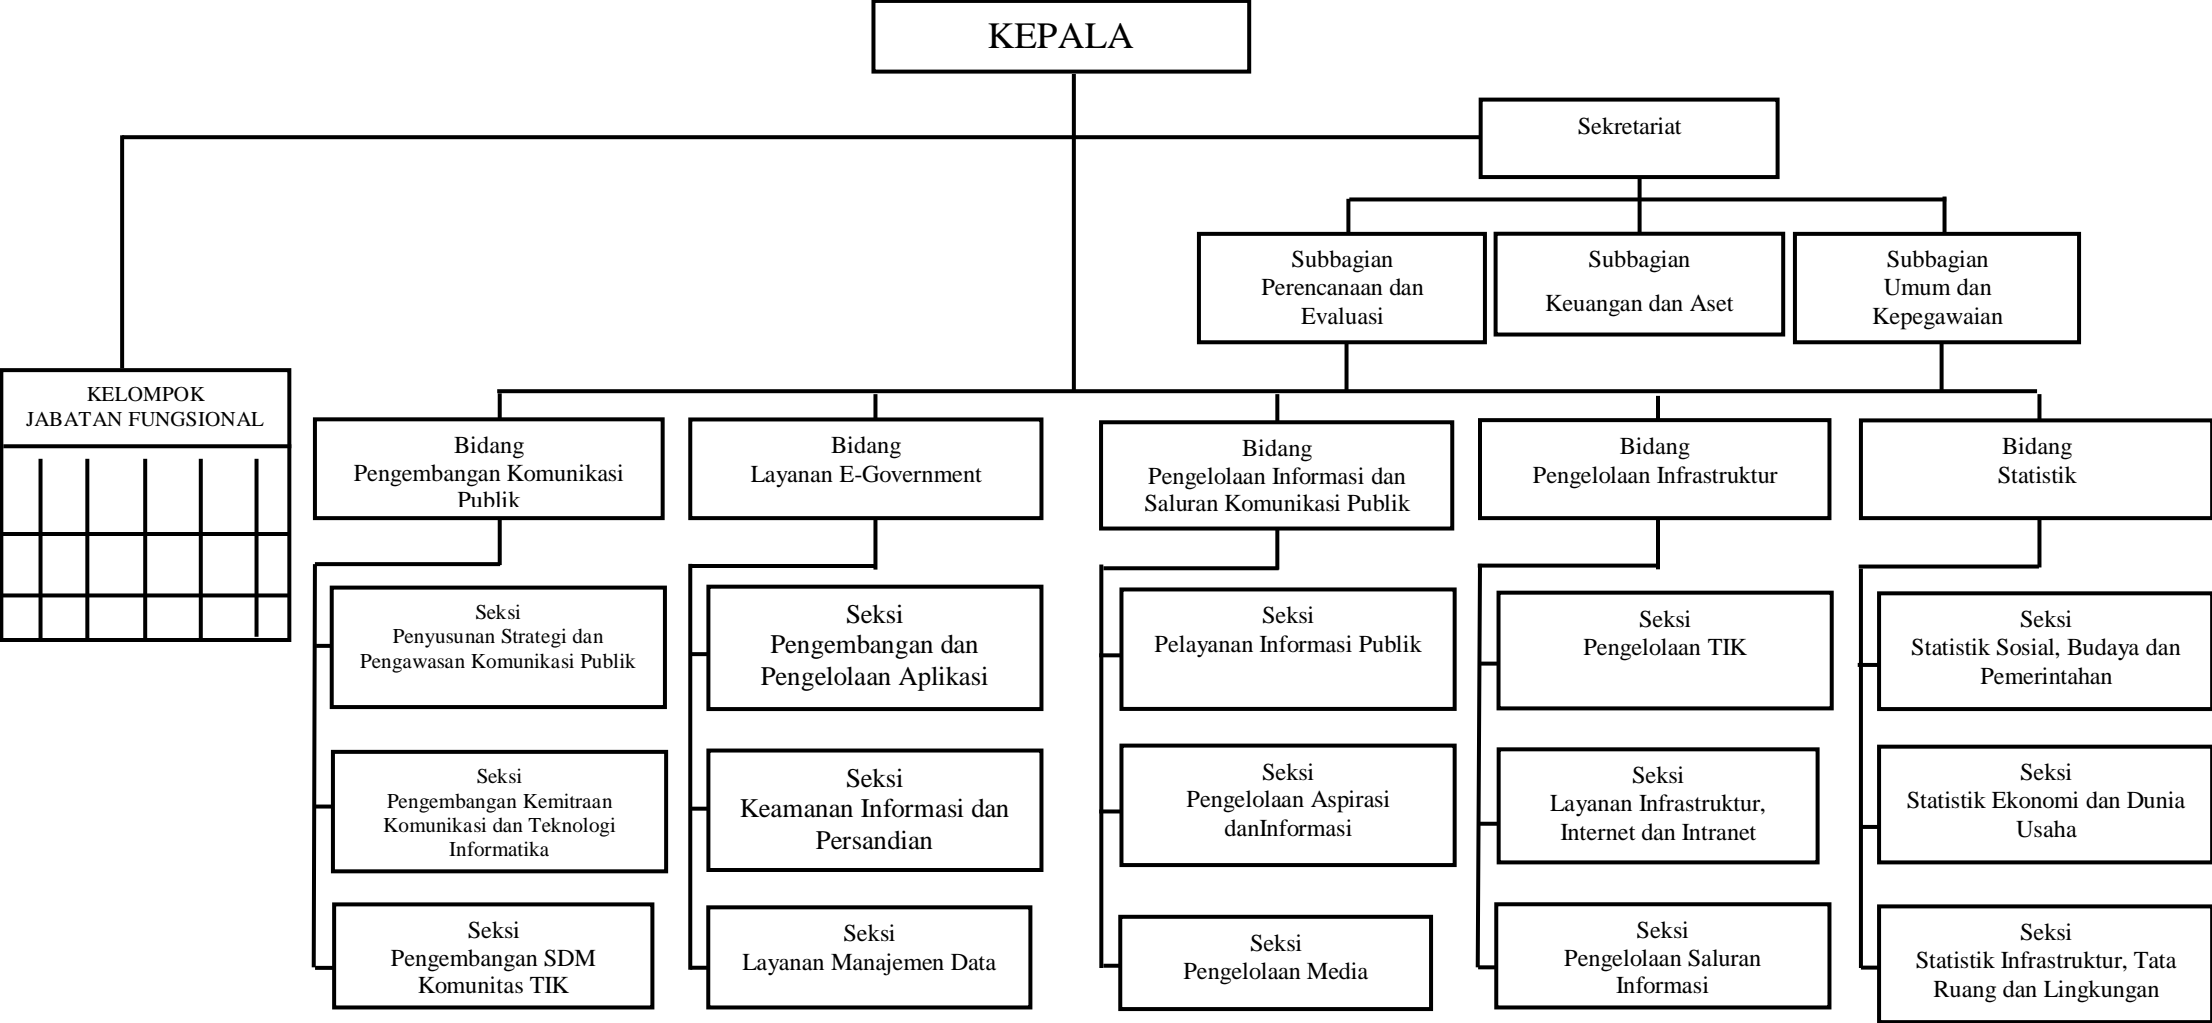 KEPALA
Sekretariat
Subbagian
Perencanaan dan
Evaluasi
Subbagian
Keuangan dan Aset
Subbagian
Umum dan
Kepegawaian
KELOMPOK
JABATAN FUNGSIONAL
Bidang
Pengembangan Komunikasi
Publik
Bidang
Layanan E-Government
Bidang
Pengelolaan Informasi dan
Saluran Komunikasi Publik
Bidang
Pengelolaan Infrastruktur
Bidang
Statistik
Seksi
Penyusunan Strategi dan
Pengawasan Komunikasi Publik
Seksi
Pengembangan dan
Pengelolaan Aplikasi
Seksi
Pelayanan Informasi Publik
Seksi
Pengelolaan TIK
Seksi
Statistik Sosial, Budaya dan
Pemerintahan
Seksi
Pengembangan Kemitraan
Komunikasi dan Teknologi
Informatika
Seksi
Keamanan Informasi dan
Persandian
Seksi
Pengelolaan Aspirasi
danInformasi
Seksi
Layanan Infrastruktur,
Internet dan Intranet
Seksi
Statistik Ekonomi dan Dunia
Usaha
Seksi
Pengembangan SDM
Komunitas TIK
Seksi
Layanan Manajemen Data
Seksi
Pengelolaan Media
Seksi
Pengelolaan Saluran
Informasi
Seksi
Statistik Infrastruktur, Tata
Ruang dan Lingkungan